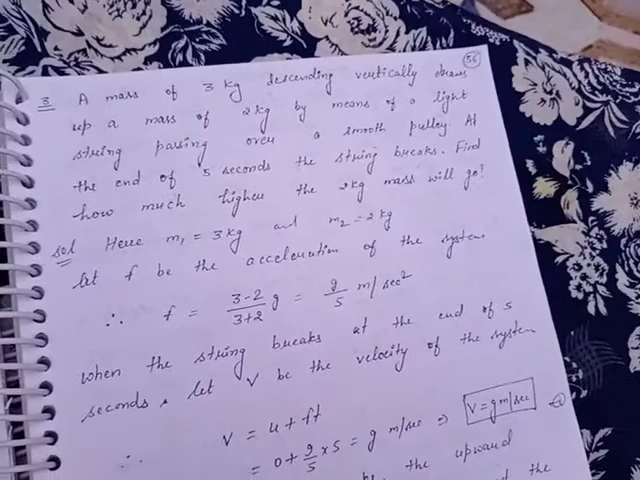 56
3 A mass of 3 kg descending vertically draws
up a mass of 2 kg by means of a light
string passing over a smooth pulley. At
the end of 5 seconds the string breaks. Find
how much higher the 2 kg mass will go?
Sol Here m₁ = 3 kg and m₂ = 2 kg
let f be the acceleration of the system
∴ f = (3-2)/(3+2) g = g/5 m/sec²
when the string breaks at the end of 5
seconds, let V be the velocity of the system
∴ V = u + ft
= 0 + g/5 × 5 = g m/sec ⇒ V = g m/sec
the upward
the